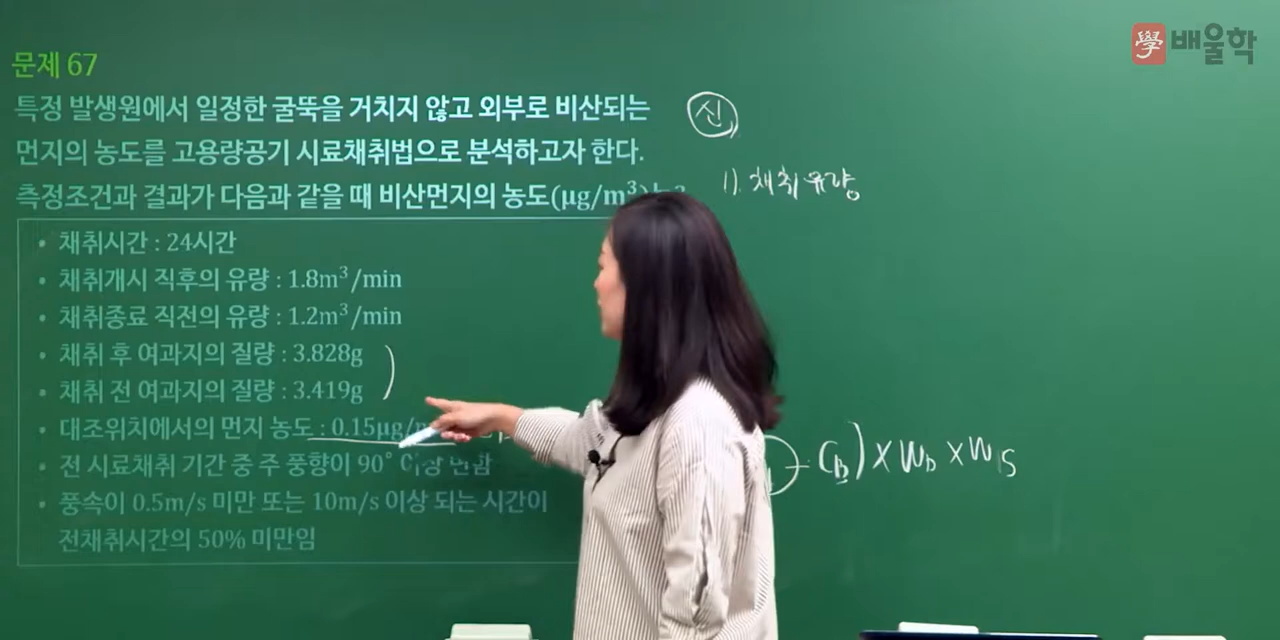 學 배울학
문제 67
특정 발생원에서 일정한 굴뚝을 거치지 않고 외부로 비산되는
먼지의 농도를 고용량공기 시료채취법으로 분석하고자 한다.
측정조건과 결과가 다음과 같을 때 비산먼지의 농도(μg/m³)
• 채취시간 : 24시간
• 채취개시 직후의 유량 : 1.8m³/min
• 채취종료 직전의 유량 : 1.2m³/min
• 채취 후 여과지의 질량 : 3.828g
• 채취 전 여과지의 질량 : 3.419g
• 대조위치에서의 먼지 농도 : 0.15μg/
• 전 시료채취 기간 중 주 풍향이 90° 이상 변함
• 풍속이 0.5m/s 미만 또는 10m/s 이상 되는 시간이
전채취시간의 50% 미만임
신
1). 채취유량
- CB) × WD × WS